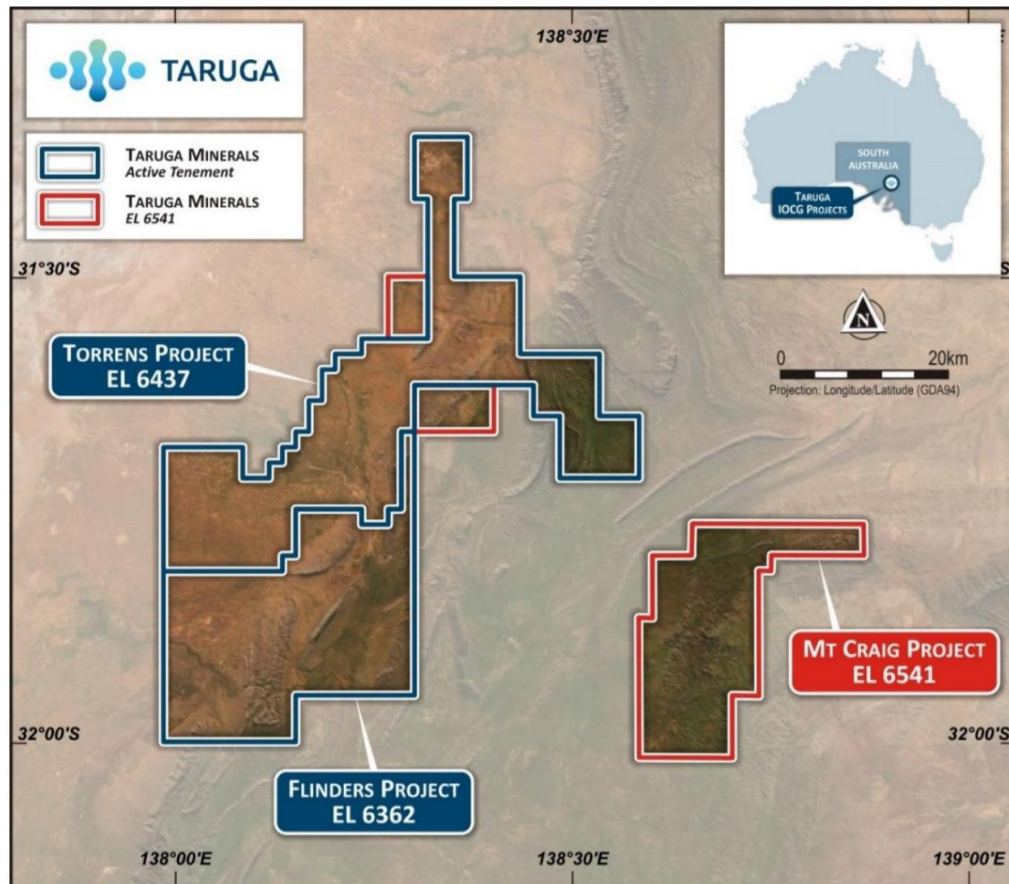 138°00'E
138°30'E
TARUGA
TARUGA MINERALS
Active Tenement
TARUGA MINERALS
EL 6541
SOUTH
AUSTRALIA
TARUGA
IOCG PROJECTS
31°30'S
N
0 20km
Projection: Longitude/Latitude (GDA94)
TORRENS PROJECT
EL 6437
MT CRAIG PROJECT
EL 6541
32°00'S
32°00'S
FLINDERS PROJECT
EL 6362
138°00'E
138°30'E
139°00'E